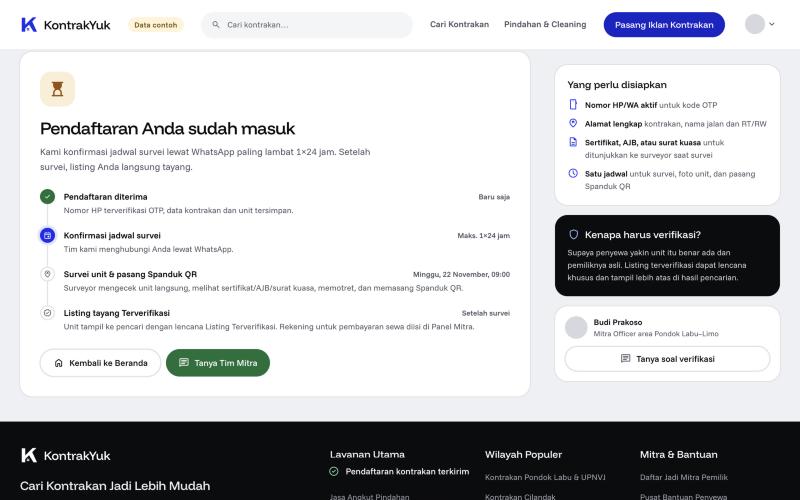 KontrakYuk
Data contoh
Cari kontrakan...
Cari Kontrakan
Pindahan & Cleaning
Pasang Iklan Kontrakan
Pendaftaran Anda sudah masuk
Kami konfirmasi jadwal survei lewat WhatsApp paling lambat 1×24 jam. Setelah
survei, listing Anda langsung tayang.
Pendaftaran diterima
Baru saja
Nomor HP terverifikasi OTP, data kontrakan dan unit tersimpan.
Konfirmasi jadwal survei
Maks. 1×24 jam
Tim kami menghubungi Anda lewat WhatsApp.
Survei unit & pasang Spanduk QR
Minggu, 22 November, 09:00
Surveyor mengecek unit langsung, melihat sertifikat/AJB/surat kuasa, memotret, dan memasang Spanduk QR.
Listing tayang Terverifikasi
Setelah survei
Unit tampil ke pencari dengan lencana Listing Terverifikasi. Rekening untuk pembayaran sewa diisi di Panel Mitra.
Kembali ke Beranda
Tanya Tim Mitra
Yang perlu disiapkan
Nomor HP/WA aktif untuk kode OTP
Alamat lengkap kontrakan, nama jalan dan RT/RW
Sertifikat, AJB, atau surat kuasa untuk
ditunjukkan ke surveyor saat survei
Satu jadwal untuk survei, foto unit, dan pasang
Spanduk QR
Kenapa harus verifikasi?
Supaya penyewa yakin unit itu benar ada dan
pemiliknya asli. Listing terverifikasi dapat lencana
khusus dan tampil lebih atas di hasil pencarian.
Budi Prakoso
Mitra Officer area Pondok Labu–Limo
Tanya soal verifikasi
KontrakYuk
Cari Kontrakan Jadi Lebih Mudah
Lavanan Utama
Pendaftaran kontrakan terkirim
Jasa Angkut Pindahan
Wilayah Populer
Kontrakan Pondok Labu & UPNVJ
Kontrakan Cilandak
Mitra & Bantuan
Daftar Jadi Mitra Pemilik
Pusat Bantuan Penyewa